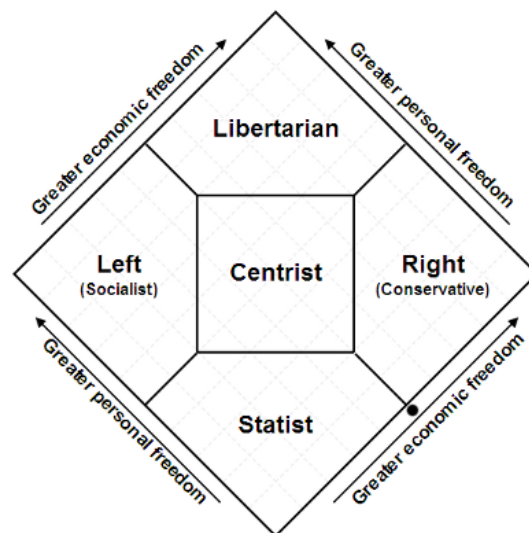 Greater economic freedom
Greater personal freedom
Libertarian
Left
(Socialist)
Centrist
Right
(Conservative)
Statist
Greater personal freedom
Greater economic freedom